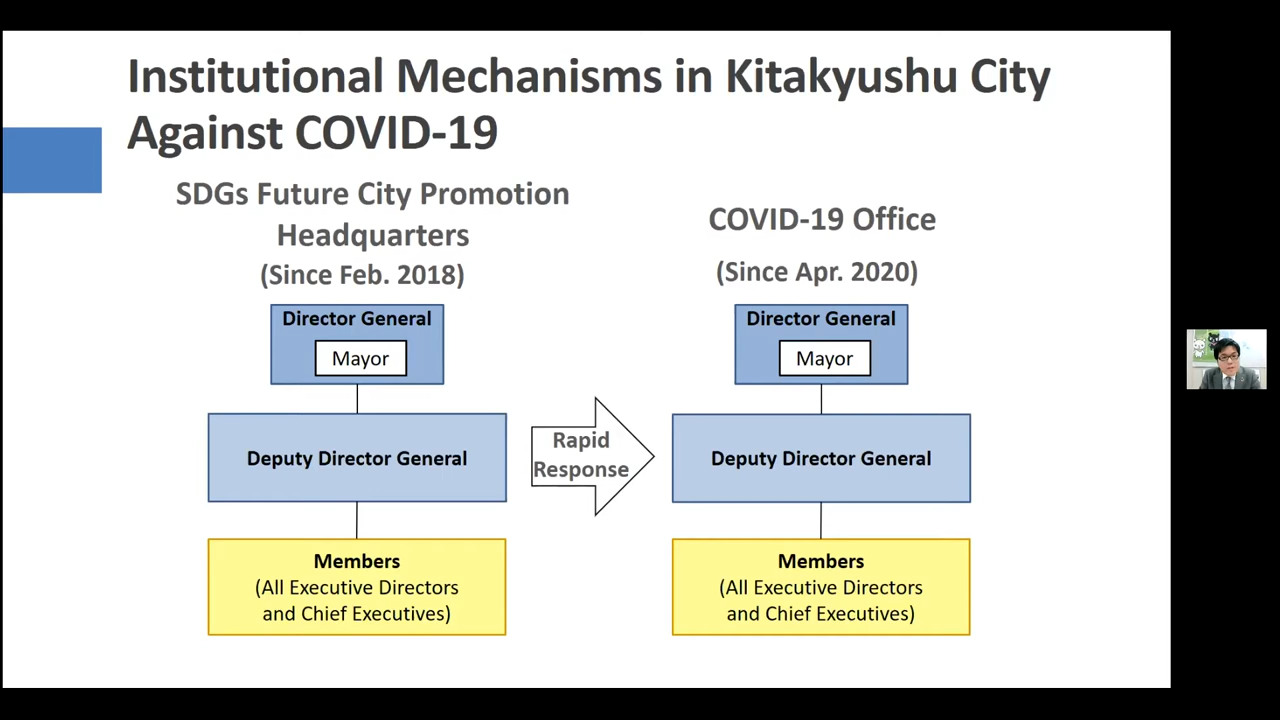 Institutional Mechanisms in Kitakyushu City
Against COVID-19
SDGs Future City Promotion
Headquarters
(Since Feb. 2018)
Director General
Mayor
Deputy Director General
Members
(All Executive Directors
and Chief Executives)
Rapid
Response
COVID-19 Office
(Since Apr. 2020)
Director General
Mayor
Deputy Director General
Members
(All Executive Directors
and Chief Executives)